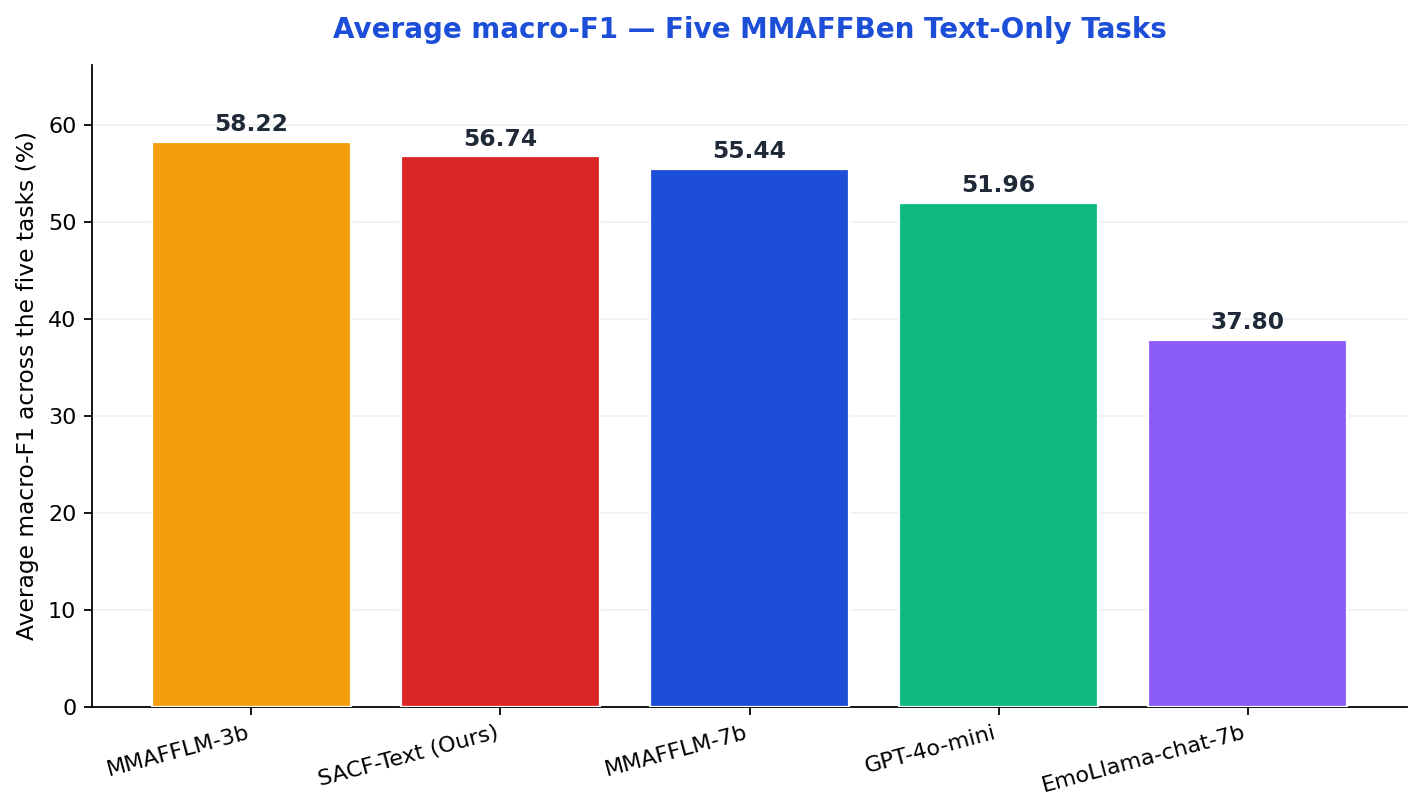 Average macro-F1 — Five MMAFFBen Text-Only Tasks
Average macro-F1 across the five tasks (%)
60
50
40
30
20
10
0
58.22
56.74
55.44
51.96
37.80
MMAFFLM-3b
SACF-Text (Ours)
MMAFFLM-7b
GPT-4o-mini
EmoLlama-chat-7b